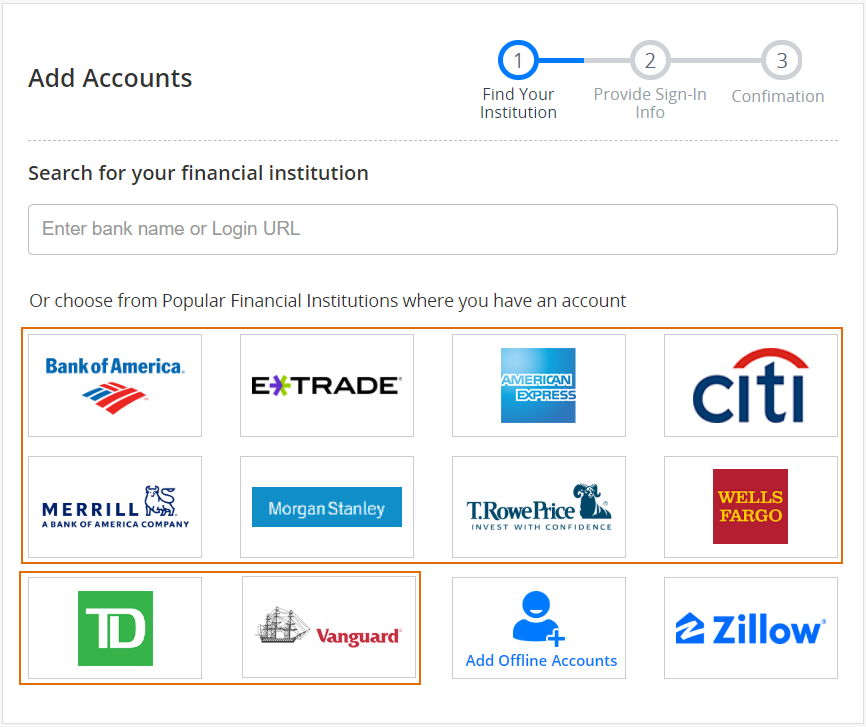 Add Accounts
1
2
3
Find Your
Institution
Provide Sign-In
Info
Confimation
Search for your financial institution
Enter bank name or Login URL
Or choose from Popular Financial Institutions where you have an account
Bank of America.
E*TRADE
AMERICAN
EXPRESS
citi
MERRILL
A BANK OF AMERICA COMPANY
Morgan Stanley
T.RowePrice
INVEST WITH CONFIDENCE
WELLS
FARGO
TD
Vanguard
Add Offline Accounts
Zillow